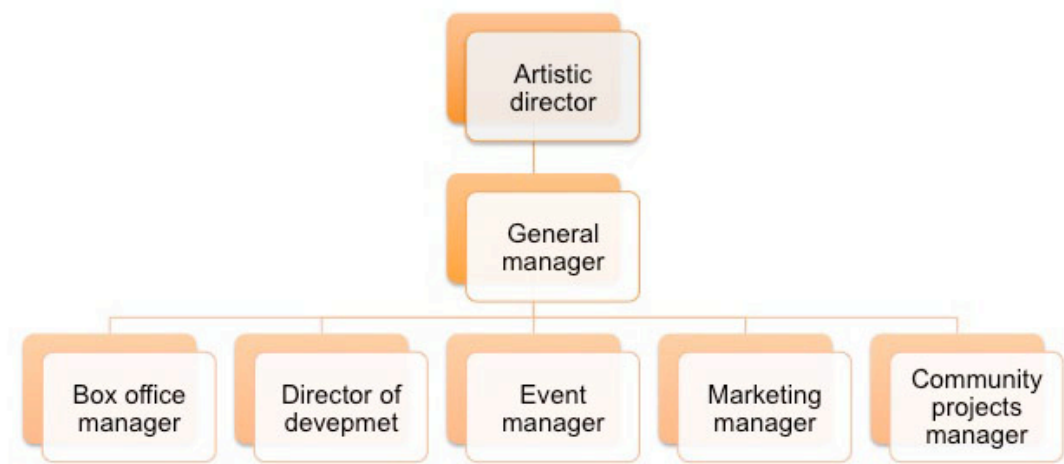 Artistic
director
General
manager
Box office
manager
Director of
devepmet
Event
manager
Marketing
manager
Community
projects
manager